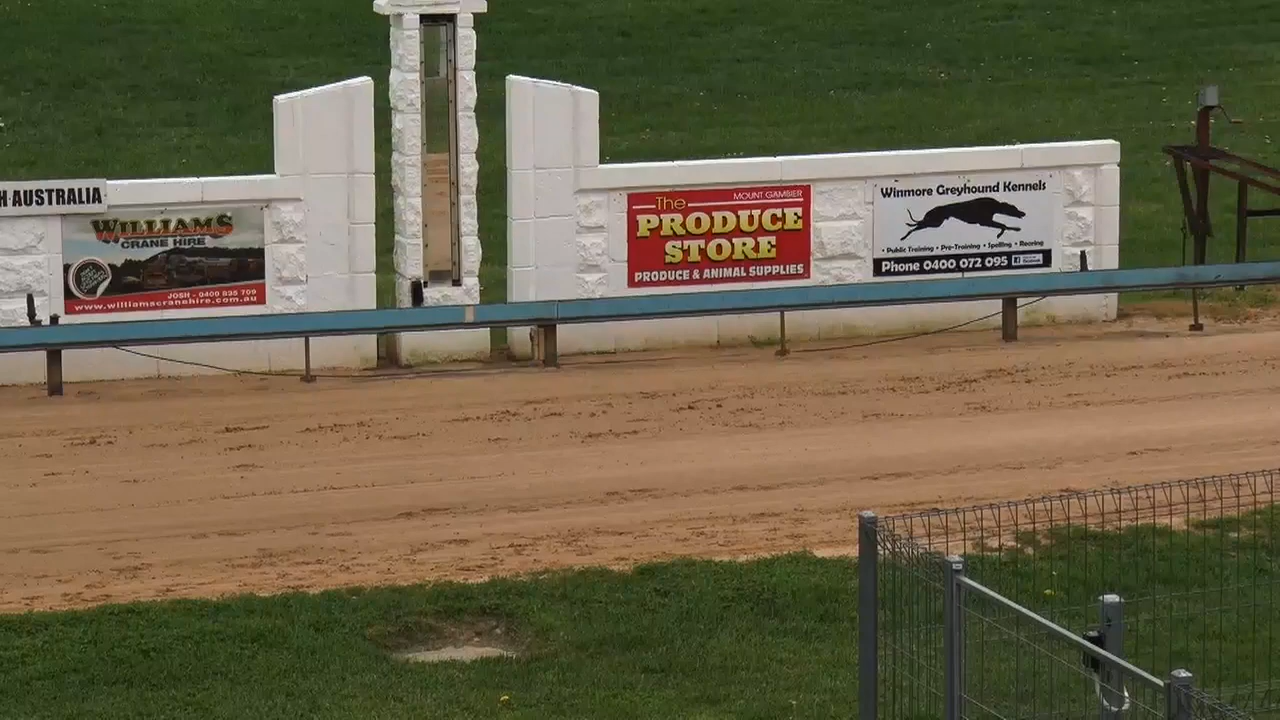 H AUSTRALIA
WILLIAMS
CRANE HIRE
JOSH - 0400 835 709
www.williamscranehire.com.au
MOUNT GAMBIER
The
PRODUCE
STORE
PRODUCE & ANIMAL SUPPLIES
Winmore Greyhound Kennels
• Public Training • Pre-Training • Spelling • Rearing
Phone 0400 072 095